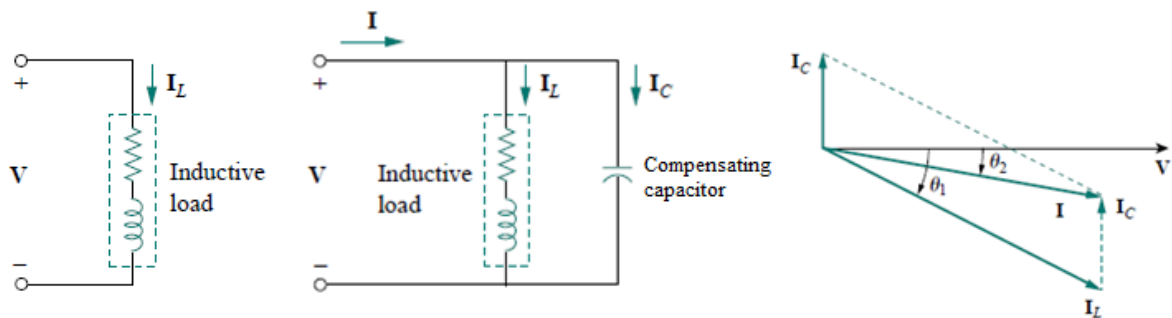 +
I_L
V
Inductive
load
−
I
+
I_L
I_C
V
Inductive
load
Compensating
capacitor
−
I_C
θ_2
V
θ_1
I
I_C
I_L